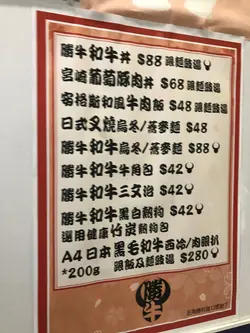 勝牛和牛丼 $88 跟麵豉湯
宮崎葡萄豚肉丼 $68 跟麵豉湯
安格斯和風牛肉飯 $48 跟麵豉湯
日式叉燒烏冬/蕎麥麵 $48
勝牛和牛烏冬/蕎麥麵 $88
勝牛和牛牛角包 $42
勝牛和牛三文治 $42
勝牛和牛黑白熱狗 $42
選用健康竹炭熱狗包
A4日本黑毛和牛西冷/肉眼扒
*200g 跟飯及麵豉湯 $280
勝牛